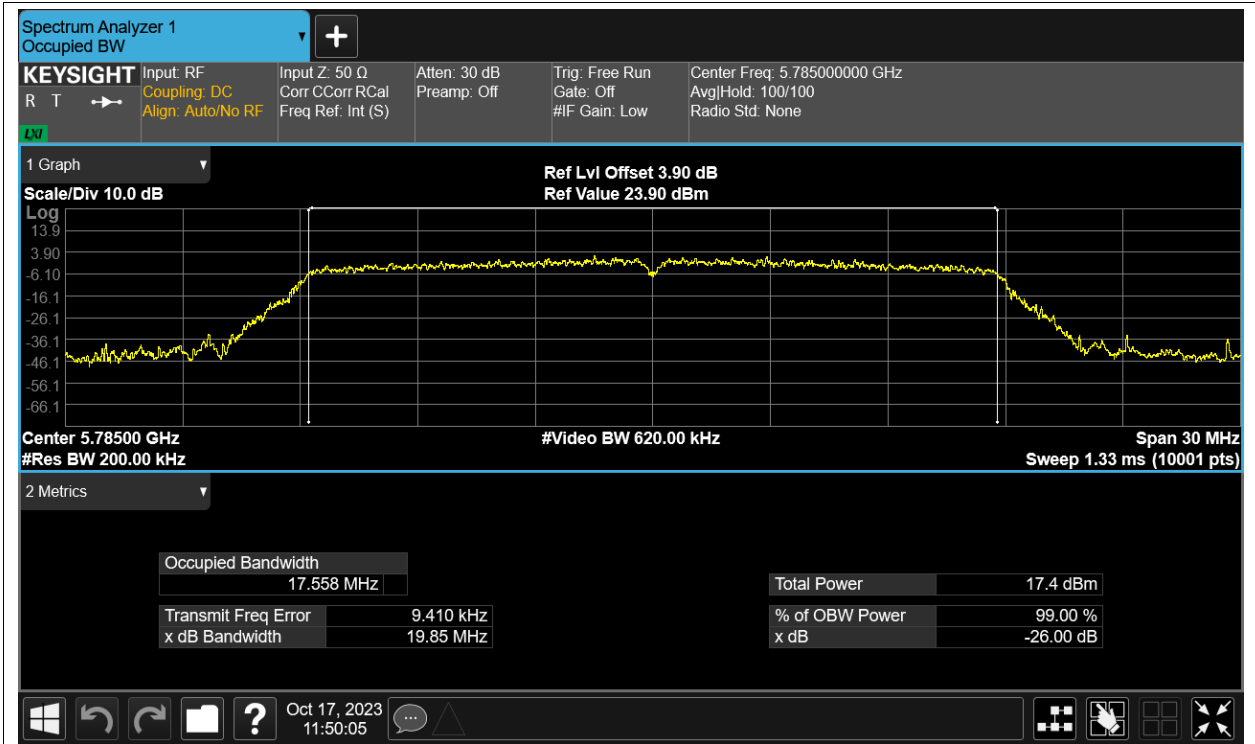 Spectrum Analyzer 1
Occupied BW
KEYSIGHT
R T
LXI
Input: RF
Coupling: DC
Align: Auto/No RF
Input Z: 50 Ω
Corr CCorr RCal
Freq Ref: Int (S)
Atten: 30 dB
Preamp: Off
Trig: Free Run
Gate: Off
#IF Gain: Low
Center Freq: 5.785000000 GHz
Avg|Hold: 100/100
Radio Std: None
1 Graph
Scale/Div 10.0 dB
Ref Lvl Offset 3.90 dB
Ref Value 23.90 dBm
Log
13.9
3.90
-6.10
-16.1
-26.1
-36.1
-46.1
-56.1
-66.1
Center 5.78500 GHz
#Res BW 200.00 kHz
#Video BW 620.00 kHz
Span 30 MHz
Sweep 1.33 ms (10001 pts)
2 Metrics
Occupied Bandwidth
17.558 MHz
Transmit Freq Error 9.410 kHz
x dB Bandwidth 19.85 MHz
Total Power 17.4 dBm
% of OBW Power 99.00 %
x dB -26.00 dB
?
Oct 17, 2023
11:50:05